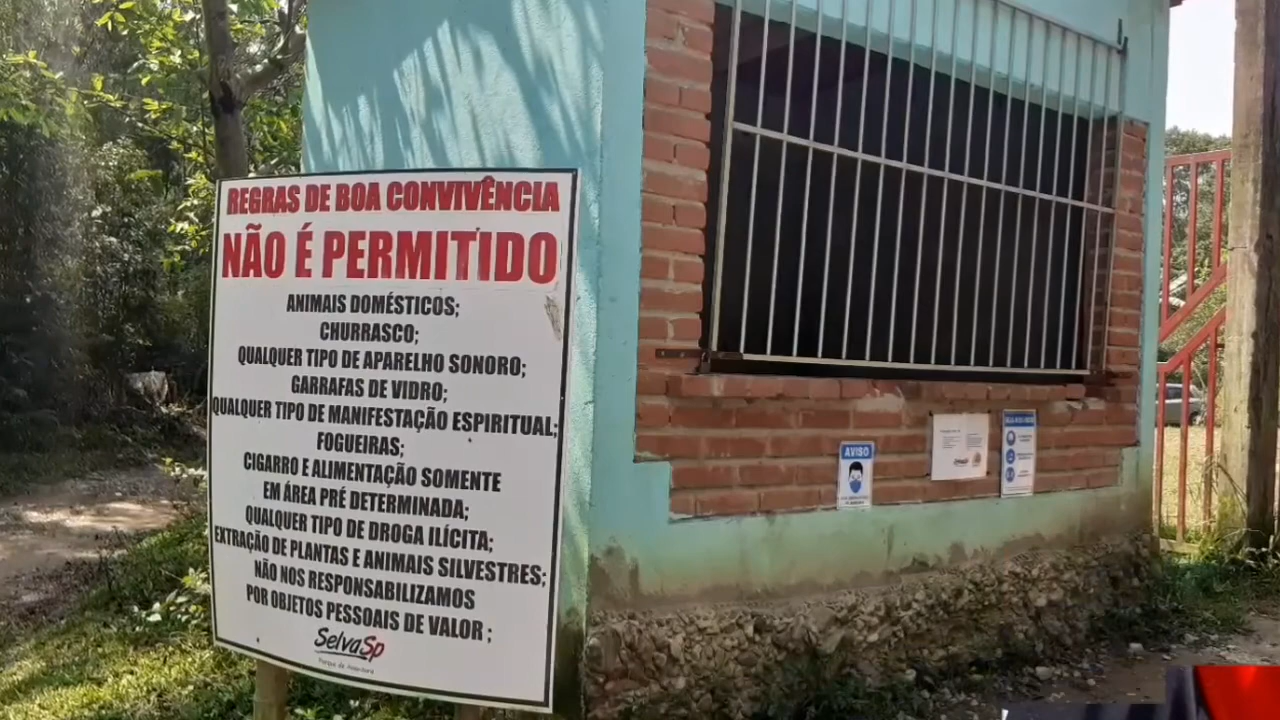 REGRAS DE BOA CONVIVÊNCIA
NÃO É PERMITIDO
ANIMAIS DOMÉSTICOS;
CHURRASCO;
QUALQUER TIPO DE APARELHO SONORO;
GARRAFAS DE VIDRO;
QUALQUER TIPO DE MANIFESTAÇÃO ESPIRITUAL;
FOGUEIRAS;
CIGARRO E ALIMENTAÇÃO SOMENTE
EM ÁREA PRÉ DETERMINADA;
QUALQUER TIPO DE DROGA ILÍCITA;
EXTRAÇÃO DE PLANTAS E ANIMAIS SILVESTRES;
NÃO NOS RESPONSABILIZAMOS
POR OBJETOS PESSOAIS DE VALOR ;
SelvaSp
Parque de
AVISO